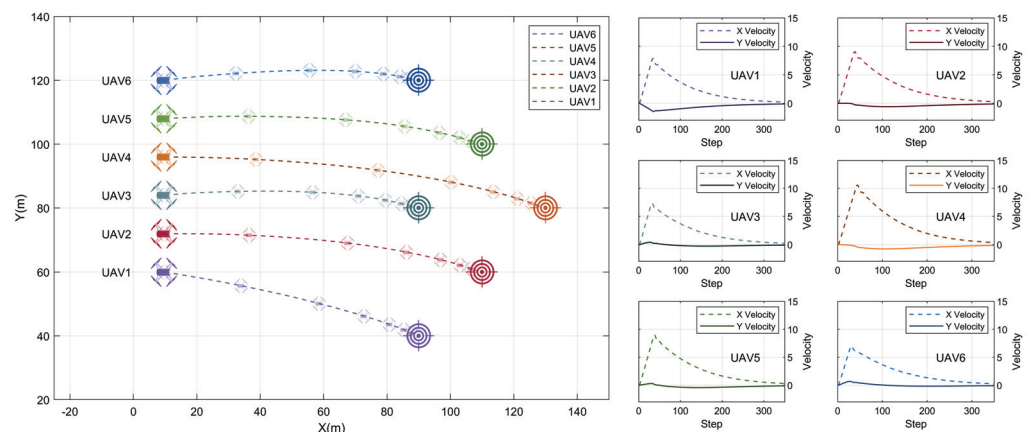 140
120
100
80
60
40
20
Y(m)
-20
0
20
40
60
80
100
120
140
X(m)
UAV6
UAV5
UAV4
UAV3
UAV2
UAV1
UAV6
UAV5
UAV4
UAV3
UAV2
UAV1
X Velocity
Y Velocity
UAV1
15
10
5
0
Velocity
0
100
200
300
Step
X Velocity
Y Velocity
UAV2
15
10
5
0
Velocity
0
100
200
300
Step
X Velocity
Y Velocity
UAV3
15
10
5
0
Velocity
0
100
200
300
Step
X Velocity
Y Velocity
UAV4
15
10
5
0
Velocity
0
100
200
300
Step
X Velocity
Y Velocity
UAV5
15
10
5
0
Velocity
0
100
200
300
Step
X Velocity
Y Velocity
UAV6
15
10
5
0
Velocity
0
100
200
300
Step